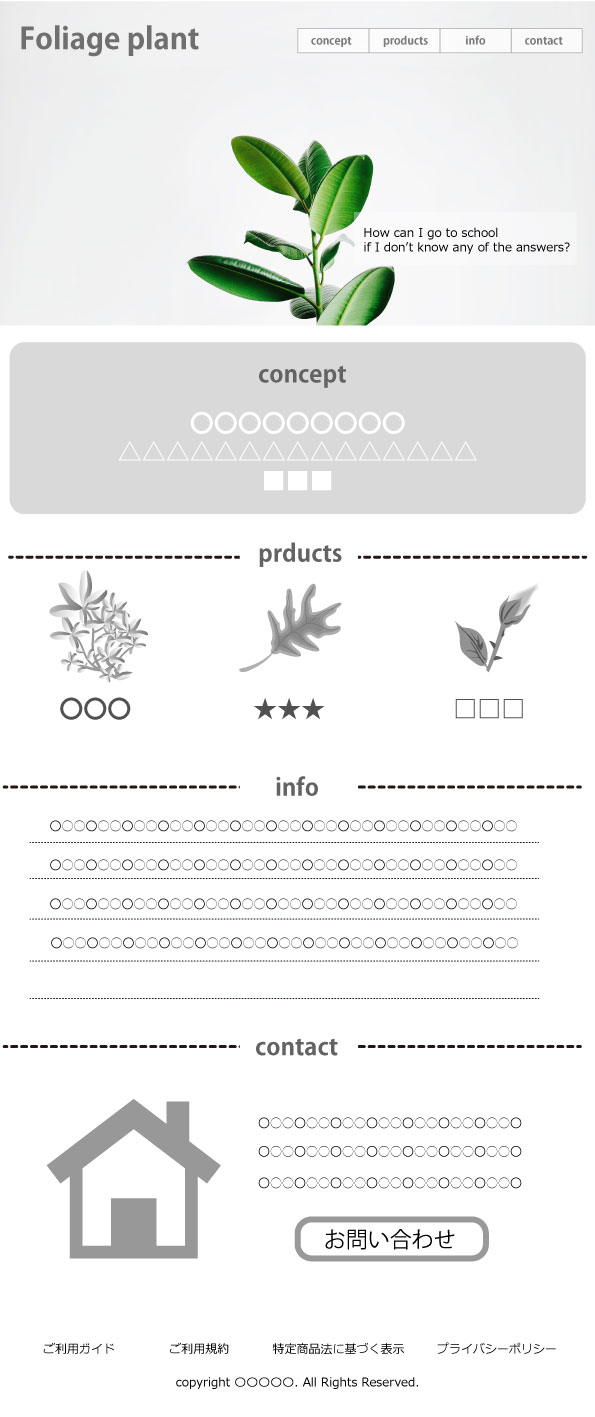 Foliage plant
concept products info contact
How can I go to school
if I don’t know any of the answers?
concept
○○○○○○○○○
△△△△△△△△△△△△△△△
■■■
prducts
○○○ ★★★ □□□
info
○○○○○○○○○○○○○○○○○○○○○○○○○○○○○○○○○○○○○○○
○○○○○○○○○○○○○○○○○○○○○○○○○○○○○○○○○○○○○○○
○○○○○○○○○○○○○○○○○○○○○○○○○○○○○○○○○○○○○○○
○○○○○○○○○○○○○○○○○○○○○○○○○○○○○○○○○○○○○○○
contact
○○○○○○○○○○○○○○○○○○○○○○
○○○○○○○○○○○○○○○○○○○○○○
○○○○○○○○○○○○○○○○○○○○○○
お問い合わせ
ご利用ガイド ご利用規約 特定商品法に基づく表示 プライバシーポリシー
copyright ○○○○○. All Rights Reserved.